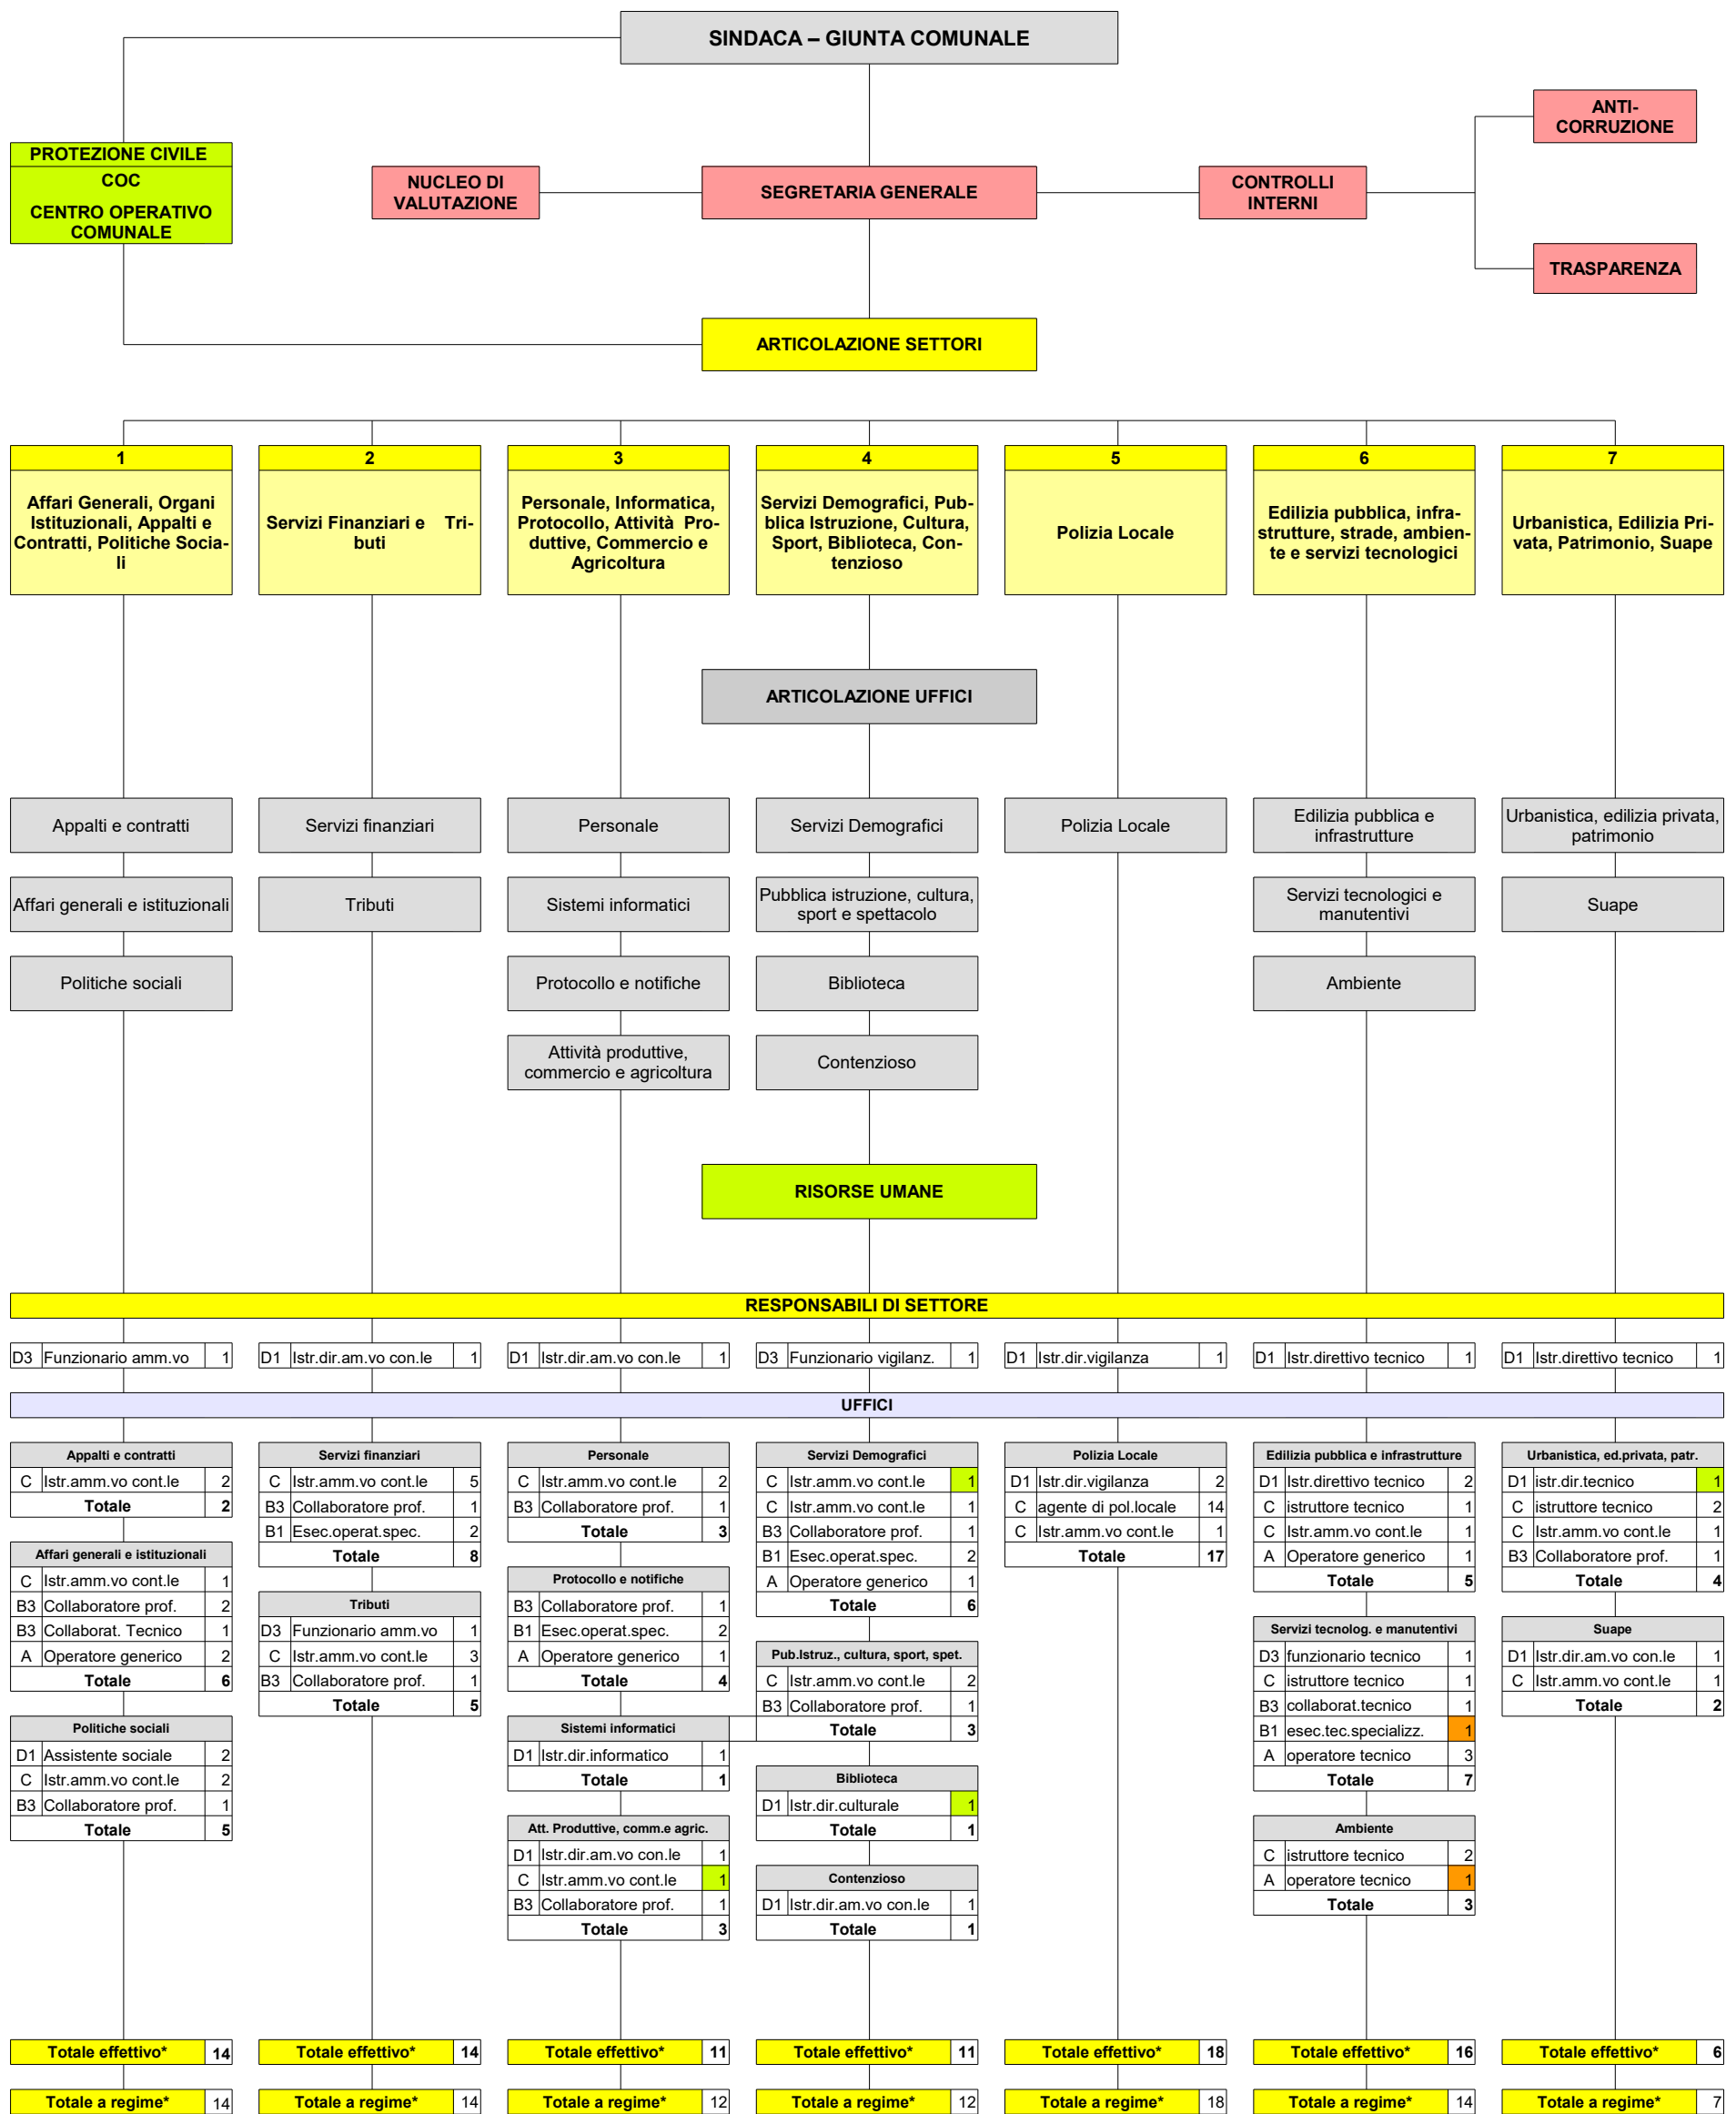 SINDACA – GIUNTA COMUNALE
ANTI-
CORRUZIONE
PROTEZIONE CIVILE
COC
CENTRO OPERATIVO
COMUNALE
NUCLEO DI
VALUTAZIONE
SEGRETARIA GENERALE
CONTROLLI
INTERNI
TRASPARENZA
ARTICOLAZIONE SETTORI
1
Affari Generali, Organi
Istituzionali, Appalti e
Contratti, Politiche Socia-
li
2
Servizi Finanziari e Tri-
buti
3
Personale, Informatica,
Protocollo, Attività Pro-
duttive, Commercio e
Agricoltura
4
Servizi Demografici, Pub-
blica Istruzione, Cultura,
Sport, Biblioteca, Con-
tenzioso
5
Polizia Locale
6
Edilizia pubblica, infra-
strutture, strade, ambien-
te e servizi tecnologici
7
Urbanistica, Edilizia Pri-
vata, Patrimonio, Suape
ARTICOLAZIONE UFFICI
Appalti e contratti
Affari generali e istituzionali
Politiche sociali
Servizi finanziari
Tributi
Personale
Sistemi informatici
Protocollo e notifiche
Attività produttive,
commercio e agricoltura
Servizi Demografici
Pubblica istruzione, cultura,
sport e spettacolo
Biblioteca
Contenzioso
Polizia Locale
Edilizia pubblica e
infrastrutture
Servizi tecnologici e
manutentivi
Ambiente
Urbanistica, edilizia privata,
patrimonio
Suape
RISORSE UMANE
RESPONSABILI DI SETTORE
D3 Funzionario amm.vo 1
D1 Istr.dir.am.vo con.le 1
D1 Istr.dir.am.vo con.le 1
D3 Funzionario vigilanz. 1
D1 Istr.dir.vigilanza 1
D1 Istr.direttivo tecnico 1
D1 Istr.direttivo tecnico 1
UFFICI
Appalti e contratti
C Istr.amm.vo cont.le 2
Totale 2
Affari generali e istituzionali
C Istr.amm.vo cont.le 1
B3 Collaboratore prof. 2
B3 Collaborat. Tecnico 1
A Operatore generico 2
Totale 6
Politiche sociali
D1 Assistente sociale 2
C Istr.amm.vo cont.le 2
B3 Collaboratore prof. 1
Totale 5
Servizi finanziari
C Istr.amm.vo cont.le 5
B3 Collaboratore prof. 1
B1 Esec.operat.spec. 2
Totale 8
Tributi
D3 Funzionario amm.vo 1
C Istr.amm.vo cont.le 3
B3 Collaboratore prof. 1
Totale 5
Personale
C Istr.amm.vo cont.le 2
B3 Collaboratore prof. 1
Totale 3
Protocollo e notifiche
B3 Collaboratore prof. 1
B1 Esec.operat.spec. 2
A Operatore generico 1
Totale 4
Sistemi informatici
D1 Istr.dir.informatico 1
Totale 1
Att. Produttive, comm.e agric.
D1 Istr.dir.am.vo con.le 1
C Istr.amm.vo cont.le 1
B3 Collaboratore prof. 1
Totale 3
Servizi Demografici
C Istr.amm.vo cont.le 1
C Istr.amm.vo cont.le 1
B3 Collaboratore prof. 1
B1 Esec.operat.spec. 2
A Operatore generico 1
Totale 6
Pub.Istruz., cultura, sport, spet.
C Istr.amm.vo cont.le 2
B3 Collaboratore prof. 1
Totale 3
Biblioteca
D1 Istr.dir.culturale 1
Totale 1
Contenzioso
D1 Istr.dir.am.vo con.le 1
Totale 1
Polizia Locale
D1 Istr.dir.vigilanza 2
C agente di pol.locale 14
C Istr.amm.vo cont.le 1
Totale 17
Edilizia pubblica e infrastrutture
D1 Istr.direttivo tecnico 2
C istruttore tecnico 1
C Istr.amm.vo cont.le 1
A Operatore generico 1
Totale 5
Servizi tecnolog. e manutentivi
D3 funzionario tecnico 1
C istruttore tecnico 1
B3 collaborat.tecnico 1
B1 esec.tec.specializz. 1
A operatore tecnico 3
Totale 7
Ambiente
C istruttore tecnico 2
A operatore tecnico 1
Totale 3
Urbanistica, ed.privata, patr.
D1 istr.dir.tecnico 1
C istruttore tecnico 2
C Istr.amm.vo cont.le 1
B3 Collaboratore prof. 1
Totale 4
Suape
D1 Istr.dir.am.vo con.le 1
C Istr.amm.vo cont.le 1
Totale 2
Totale effettivo* 14
Totale effettivo* 14
Totale effettivo* 11
Totale effettivo* 11
Totale effettivo* 18
Totale effettivo* 16
Totale effettivo* 6
Totale a regime* 14
Totale a regime* 14
Totale a regime* 12
Totale a regime* 12
Totale a regime* 18
Totale a regime* 14
Totale a regime* 7